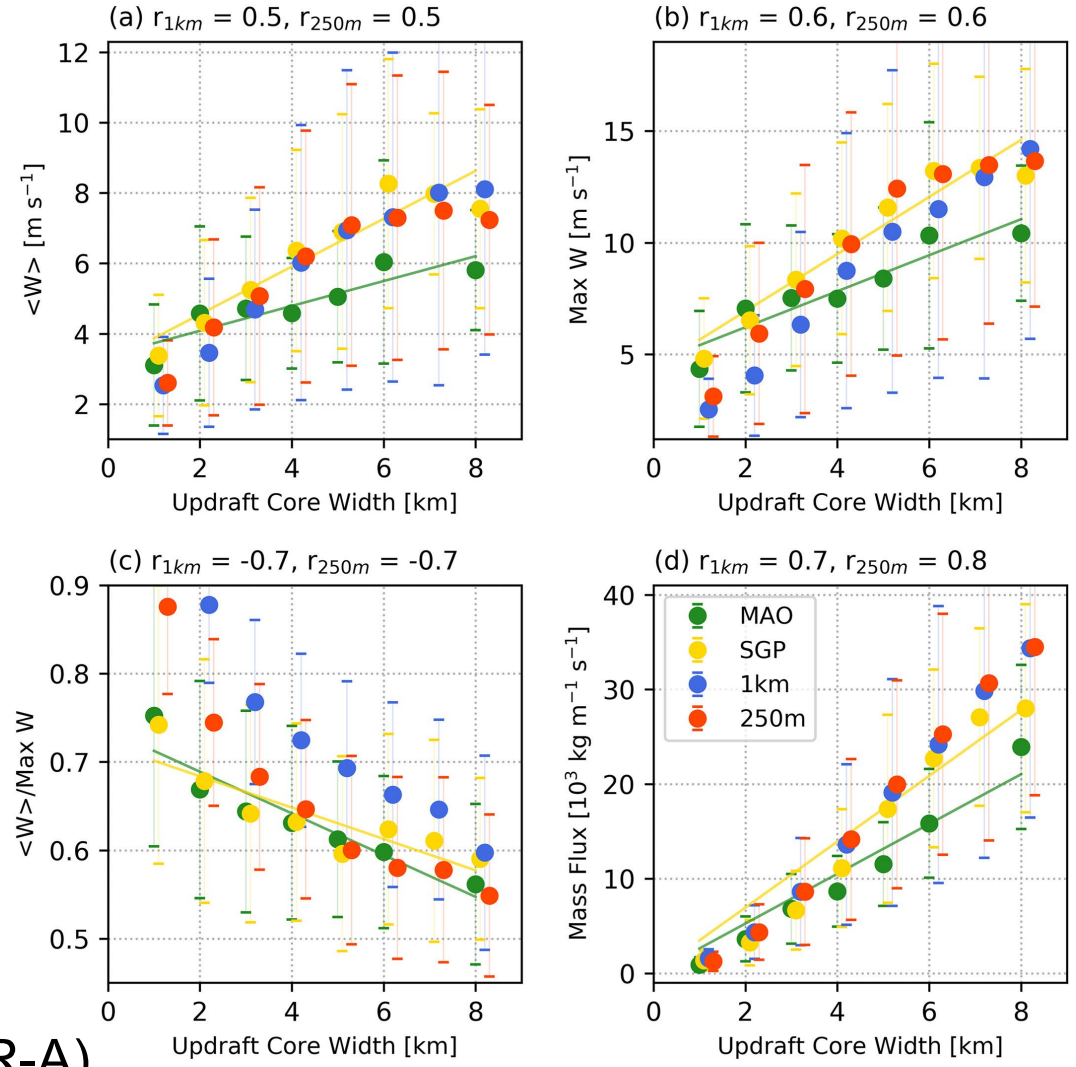 (a) r1km = 0.5, r250m = 0.5
12
10
8
6
4
2
<W> [m s⁻¹]
0 2 4 6 8
Updraft Core Width [km]
(b) r1km = 0.6, r250m = 0.6
15
10
5
Max W [m s⁻¹]
0 2 4 6 8
Updraft Core Width [km]
(c) r1km = -0.7, r250m = -0.7
0.9
0.8
0.7
0.6
0.5
<W>/Max W
0 2 4 6 8
Updraft Core Width [km]
(d) r1km = 0.7, r250m = 0.8
40
30
20
10
0
Mass Flux [10³ kg m⁻¹ s⁻¹]
MAO
SGP
1km
250m
0 2 4 6 8
Updraft Core Width [km]
R-A)